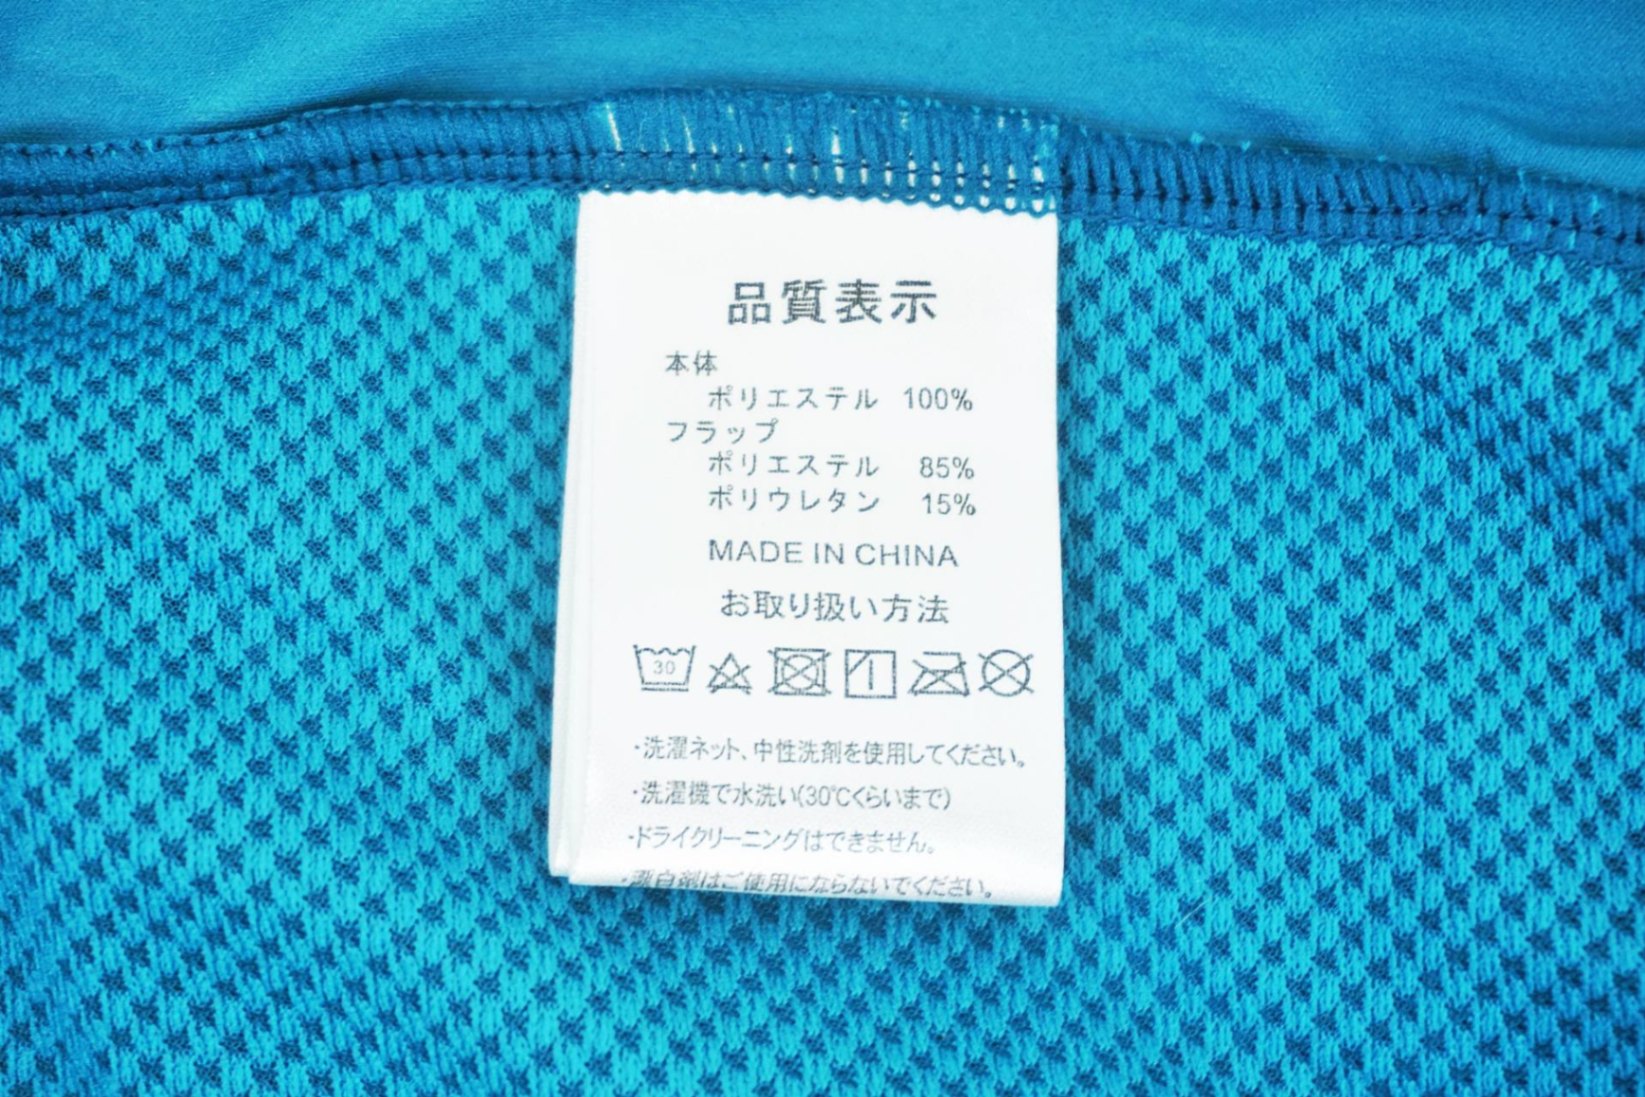 品質表示
本体
ポリエステル 100%
フラップ
ポリエステル 85%
ポリウレタン 15%
MADE IN CHINA
お取り扱い方法
30
・洗濯ネット、中性洗剤を使用してください。
・洗濯機で水洗い(30℃くらいまで)
・ドライクリーニングはできません。
・漂白剤はご使用にならないでください。